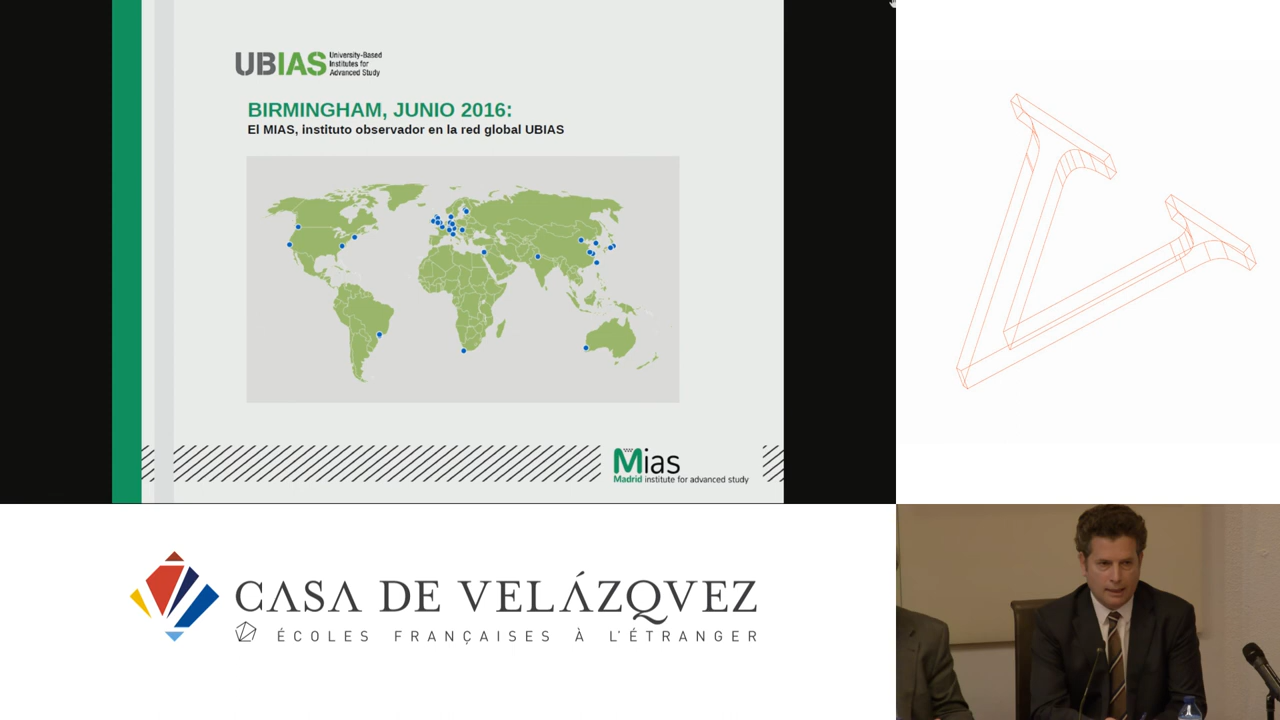 UBIAS
University-Based
Institutes for
Advanced Study
BIRMINGHAM, JUNIO 2016:
El MIAS, instituto observador en la red global UBIAS
Mias
Madrid institute for advanced study
CASA DE VELÁZQVEZ
ÉCOLES FRANÇAISES À L'ÉTRANGER